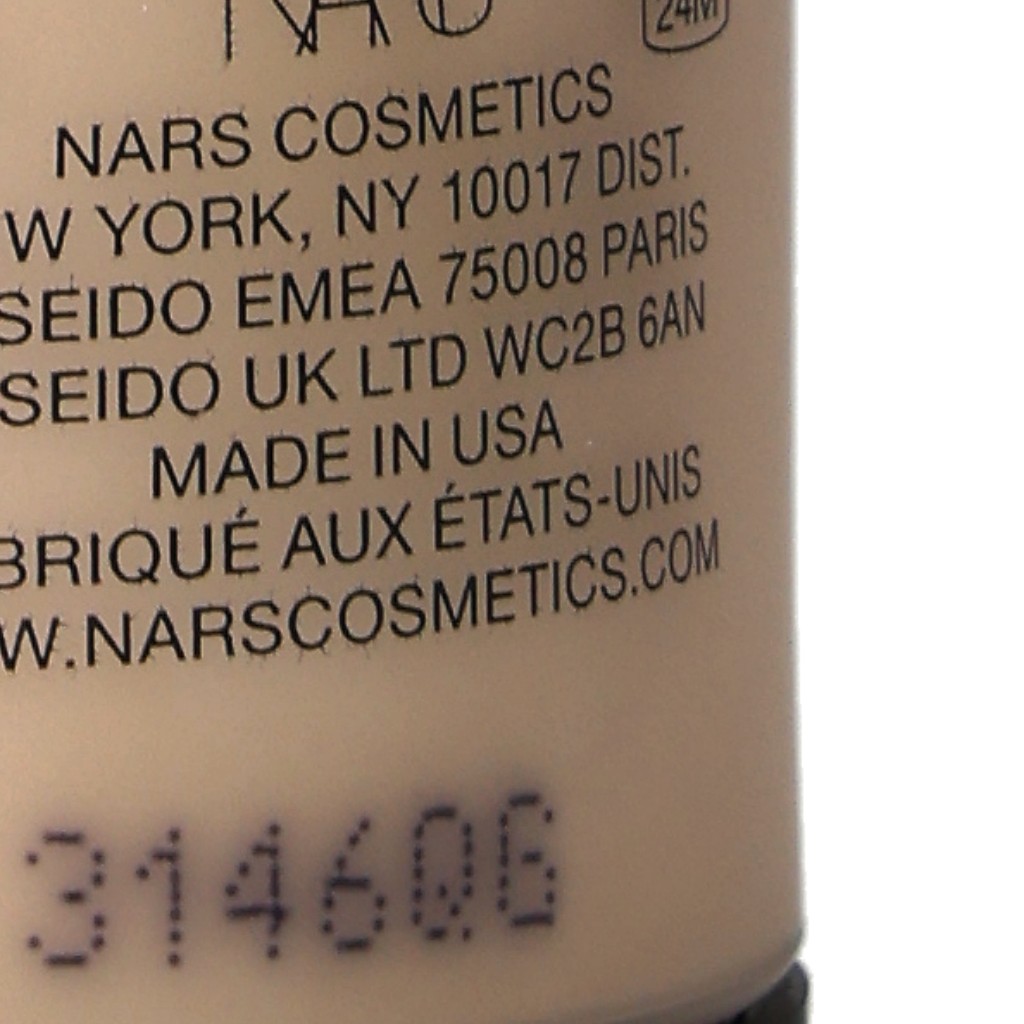 24M
NARS COSMETICS
W YORK, NY 10017 DIST.
SEIDO EMEA 75008 PARIS
SEIDO UK LTD WC2B 6AN
MADE IN USA
BRIQUÉ AUX ÉTATS-UNIS
W.NARSCOSMETICS.COM
3146QG